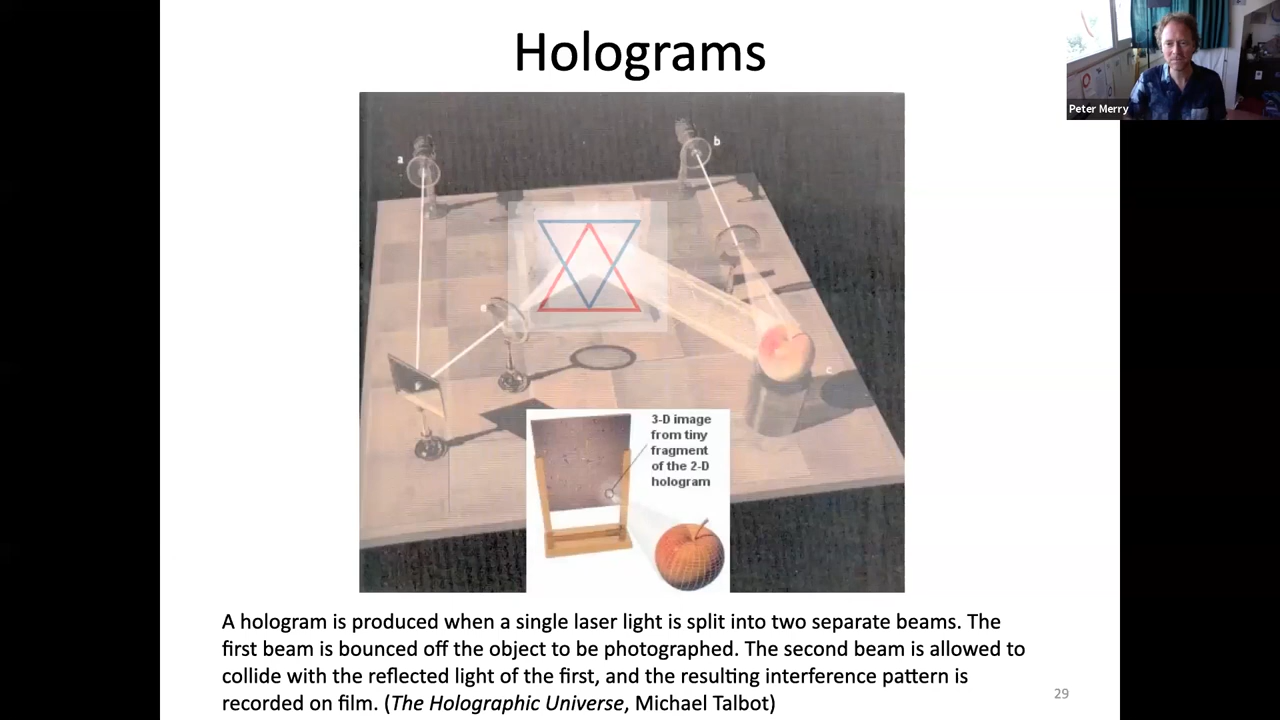 Holograms
Peter Merry
a
b
c
3-D image
from tiny
fragment
of the 2-D
hologram
A hologram is produced when a single laser light is split into two separate beams. The
first beam is bounced off the object to be photographed. The second beam is allowed to
collide with the reflected light of the first, and the resulting interference pattern is
recorded on film. (The Holographic Universe, Michael Talbot)
29